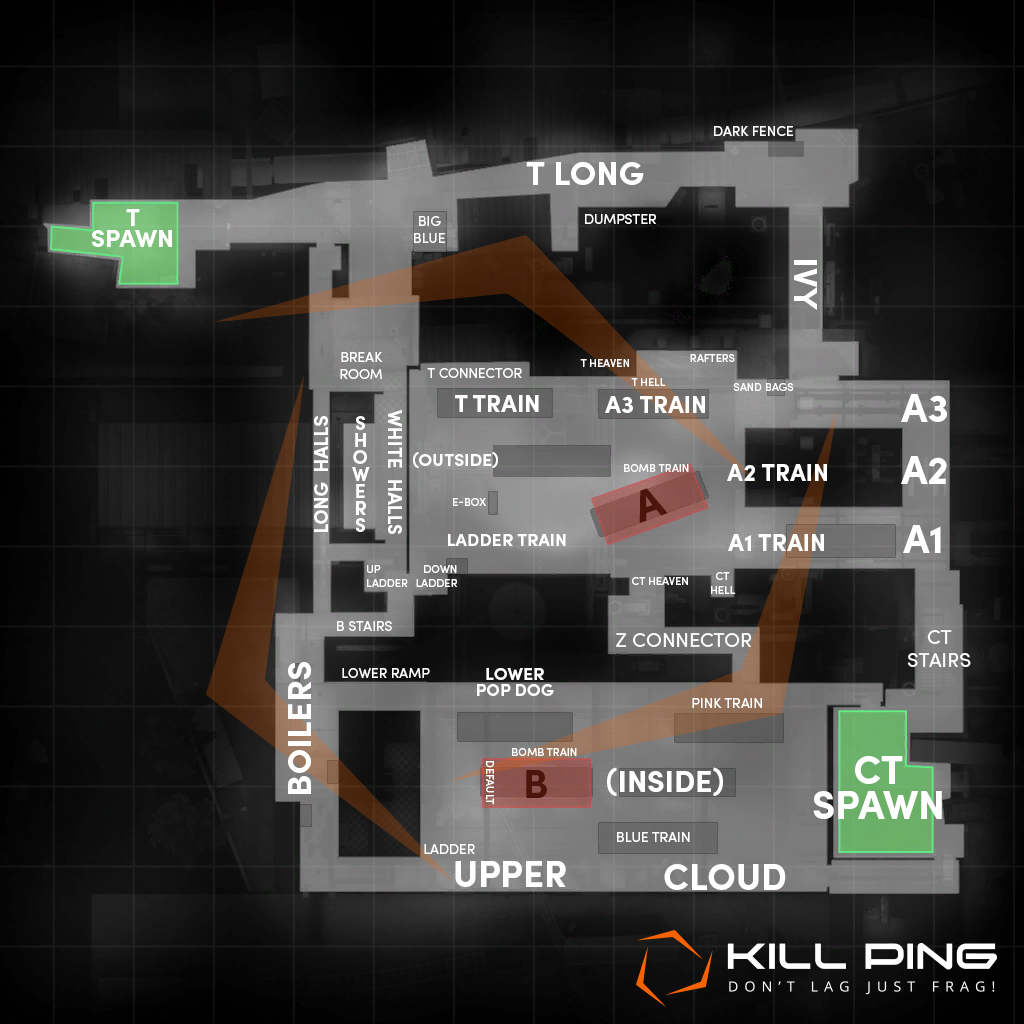 DARK FENCE
T LONG
T
SPAWN
BIG
BLUE
DUMPSTER
IVY
BREAK
ROOM
T CONNECTOR
T HEAVEN
RAFTERS
T HELL
SAND BAGS
T TRAIN
A3 TRAIN
A3
LONG HALLS
SHOWERS
WHITE HALLS
(OUTSIDE)
BOMB TRAIN
A2 TRAIN
A2
E-BOX
A
LADDER TRAIN
A1 TRAIN
A1
UP
LADDER
DOWN
LADDER
CT HEAVEN
CT
HELL
B STAIRS
Z CONNECTOR
CT
STAIRS
LOWER RAMP
LOWER
POP DOG
BOILERS
PINK TRAIN
BOMB TRAIN
DEFAULT
B
(INSIDE)
CT
SPAWN
BLUE TRAIN
LADDER
UPPER
CLOUD
KILL PING
DON'T LAG JUST FRAG!